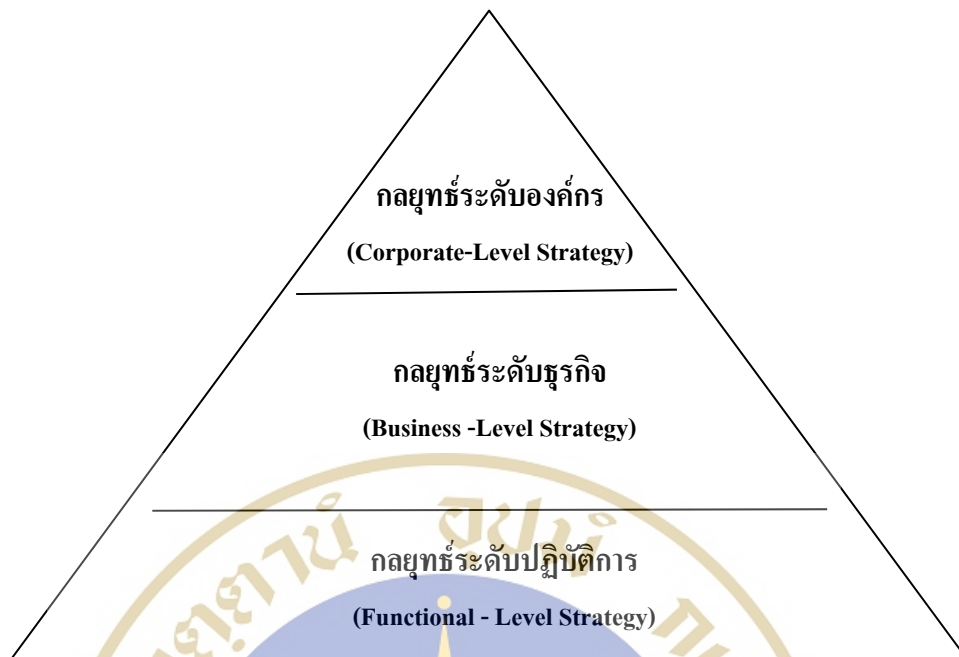 กลยุทธ์ระดับองค์กร
(Corporate-Level Strategy)
กลยุทธ์ระดับธุรกิจ
(Business -Level Strategy)
กลยุทธ์ระดับปฏิบัติการ
(Functional - Level Strategy)